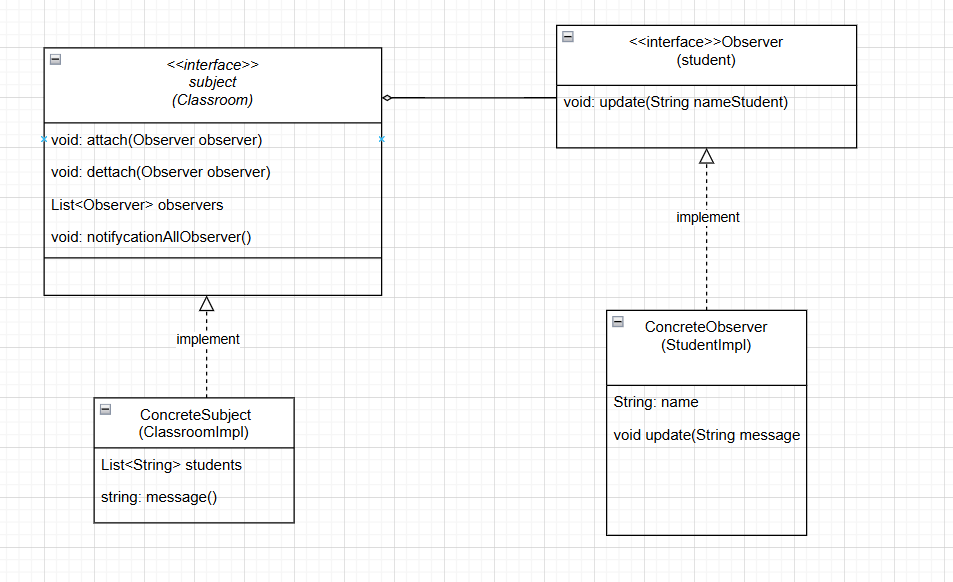 <<interface>>
subject
(Classroom)
void: attach(Observer observer)
void: dettach(Observer observer)
List<Observer> observers
void: notifycationAllObserver()
implement
ConcreteSubject
(ClassroomImpl)
List<String> students
string: message()
<<interface>>Observer
(student)
void: update(String nameStudent)
implement
ConcreteObserver
(StudentImpl)
String: name
void update(String message